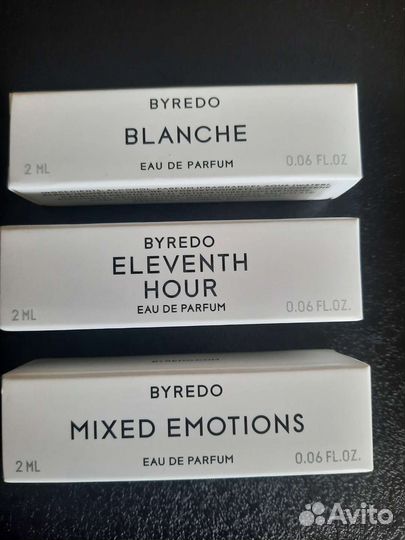 BYREDO
BLANCHE
2 ML EAU DE PARFUM 0.06 FL.OZ
BYREDO
ELEVENTH
HOUR
2 ML EAU DE PARFUM 0.06 FL.OZ.
BYREDO
MIXED EMOTIONS
2 ML EAU DE PARFUM 0.06 FL.OZ.
Avito